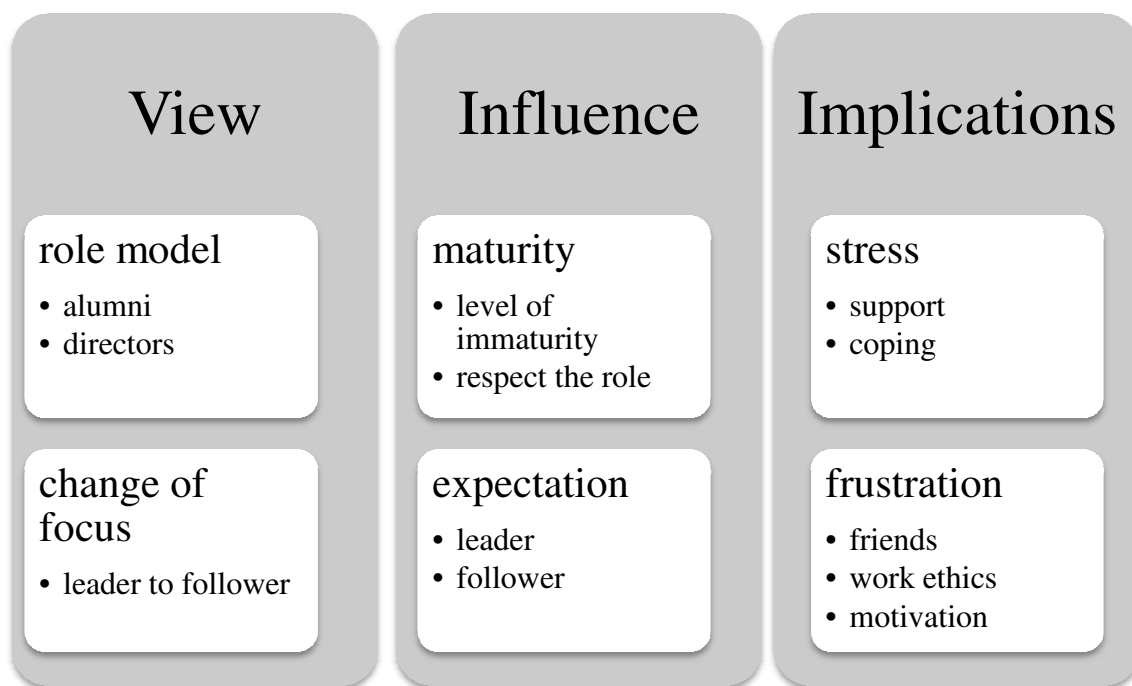 View
role model
• alumni
• directors
change of
focus
• leader to follower
Influence
maturity
• level of
immaturity
• respect the role
expectation
• leader
• follower
Implications
stress
• support
• coping
frustration
• friends
• work ethics
• motivation